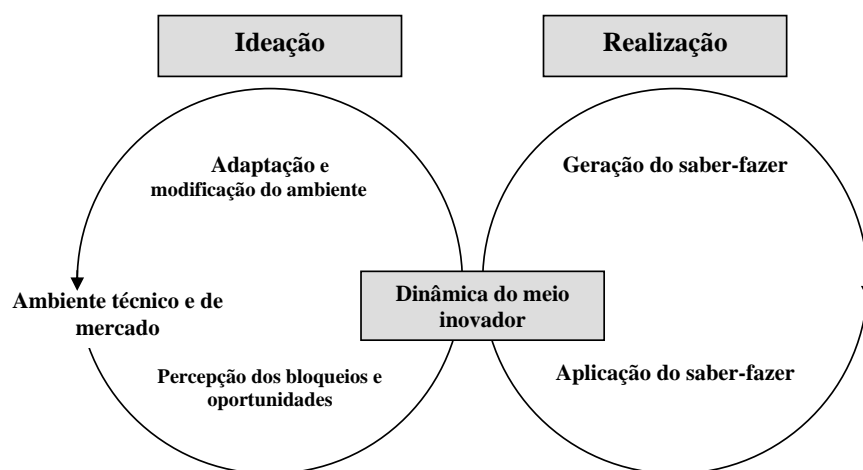 Ideação
Realização
Adaptação e
modificação do ambiente
Geração do saber-fazer
Ambiente técnico e de
mercado
Dinâmica do meio
inovador
Percepção dos bloqueios e
oportunidades
Aplicação do saber-fazer